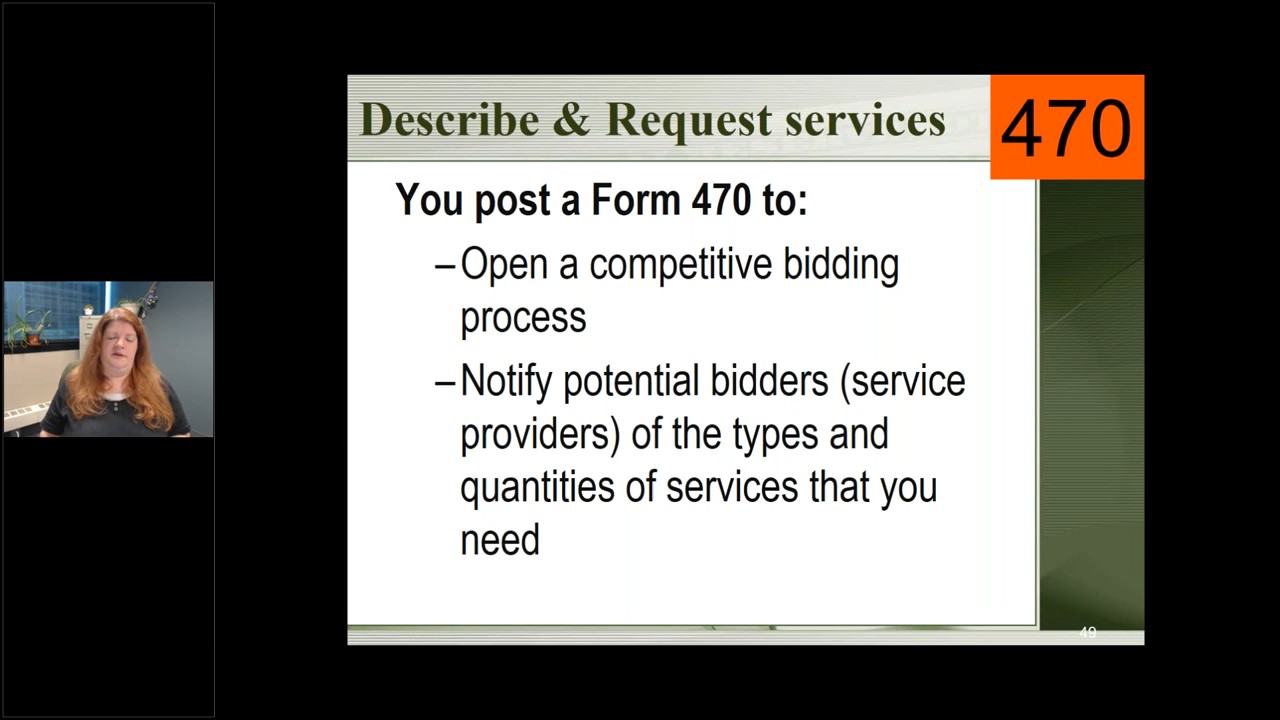 Describe & Request services
470
You post a Form 470 to:
–Open a competitive bidding
process
–Notify potential bidders (service
providers) of the types and
quantities of services that you
need
49